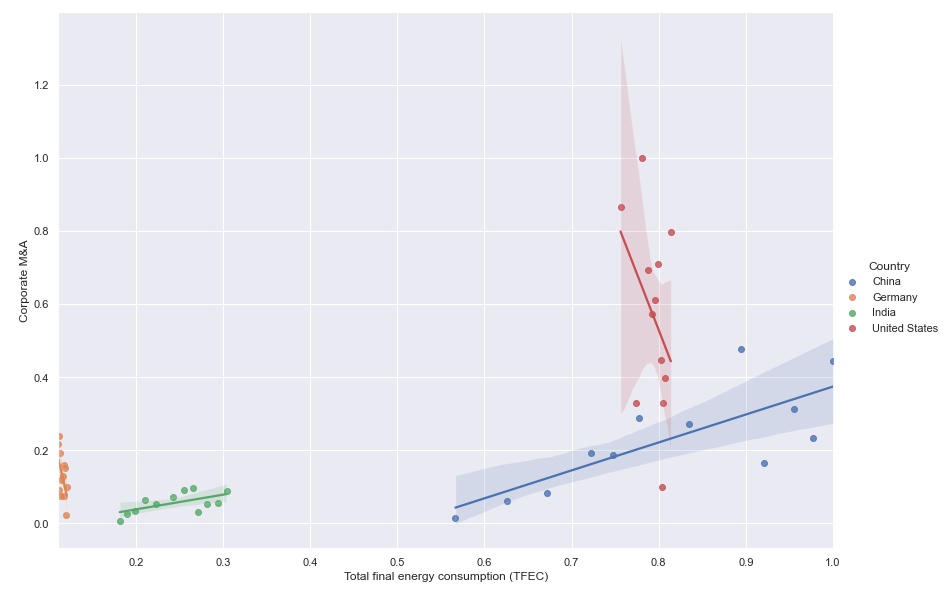 1.2
1.0
0.8
0.6
0.4
0.2
0.0
Corporate M&A
0.2 0.3 0.4 0.5 0.6 0.7 0.8 0.9 1.0
Total final energy consumption (TFEC)
Country
China
Germany
India
United States